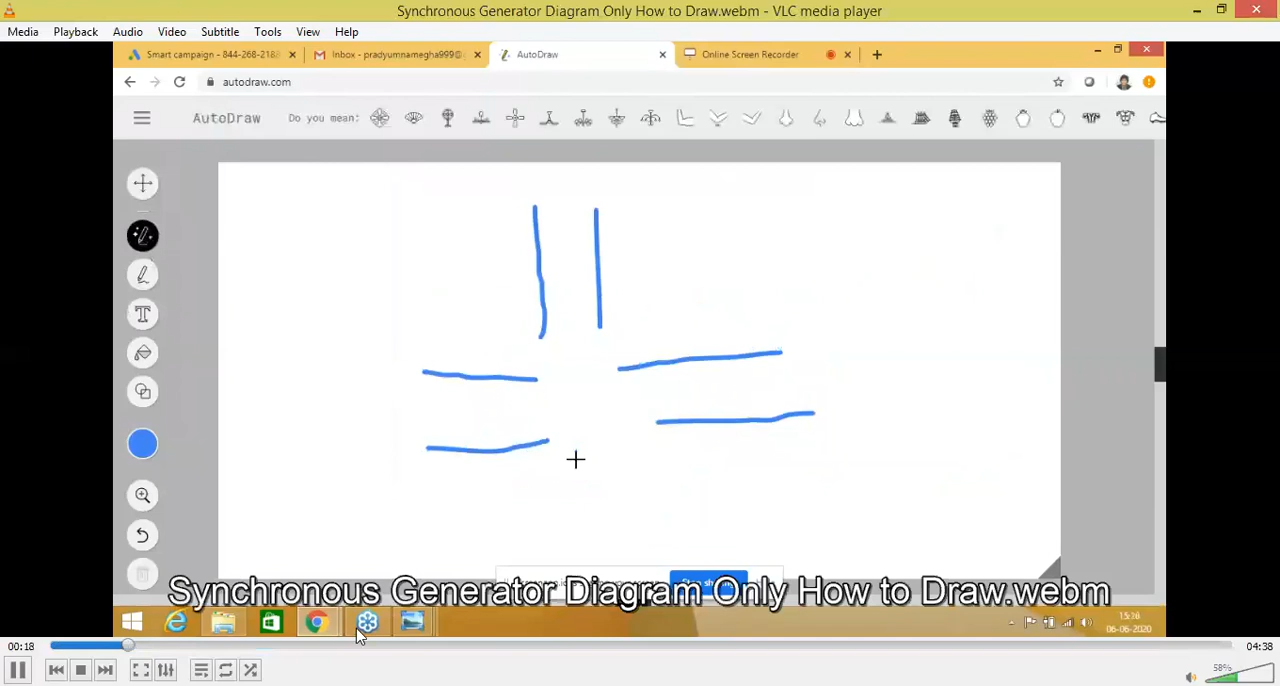 Synchronous Generator Diagram Only How to Draw.webm - VLC media player
Media Playback Audio Video Subtitle Tools View Help
Smart campaign - 844-268-218 Inbox - pradyumnamegha999@ AutoDraw Online Screen Recorder
autodraw.com
AutoDraw Do you mean:
Synchronous Generator Diagram Only How to Draw.webm
15:16
06-06-2020
00:18 04:38
58%